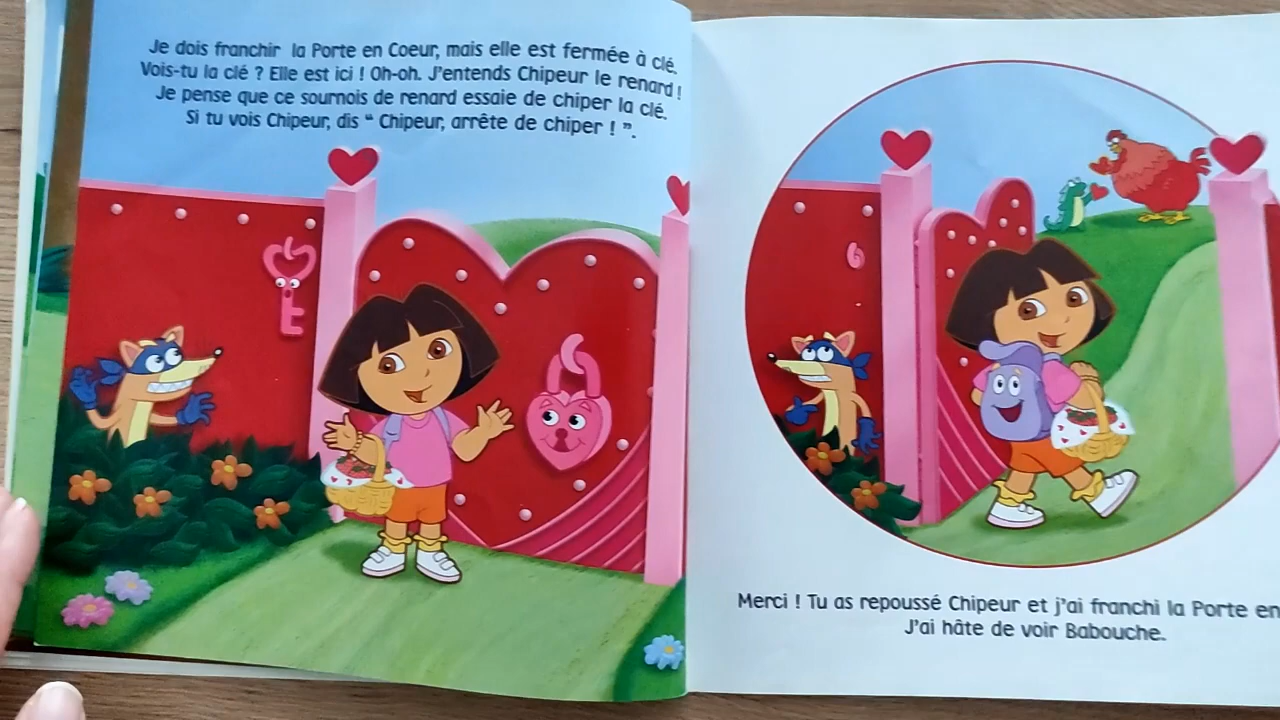 Je dois franchir la Porte en Coeur, mais elle est fermée à clé.
Vois-tu la clé ? Elle est ici ! Oh-oh. J'entends Chipeur le renard !
Je pense que ce sournois de renard essaie de chiper la clé.
Si tu vois Chipeur, dis “ Chipeur, arrête de chiper ! ”.
Merci ! Tu as repoussé Chipeur et j'ai franchi la Porte en
J'ai hâte de voir Babouche.